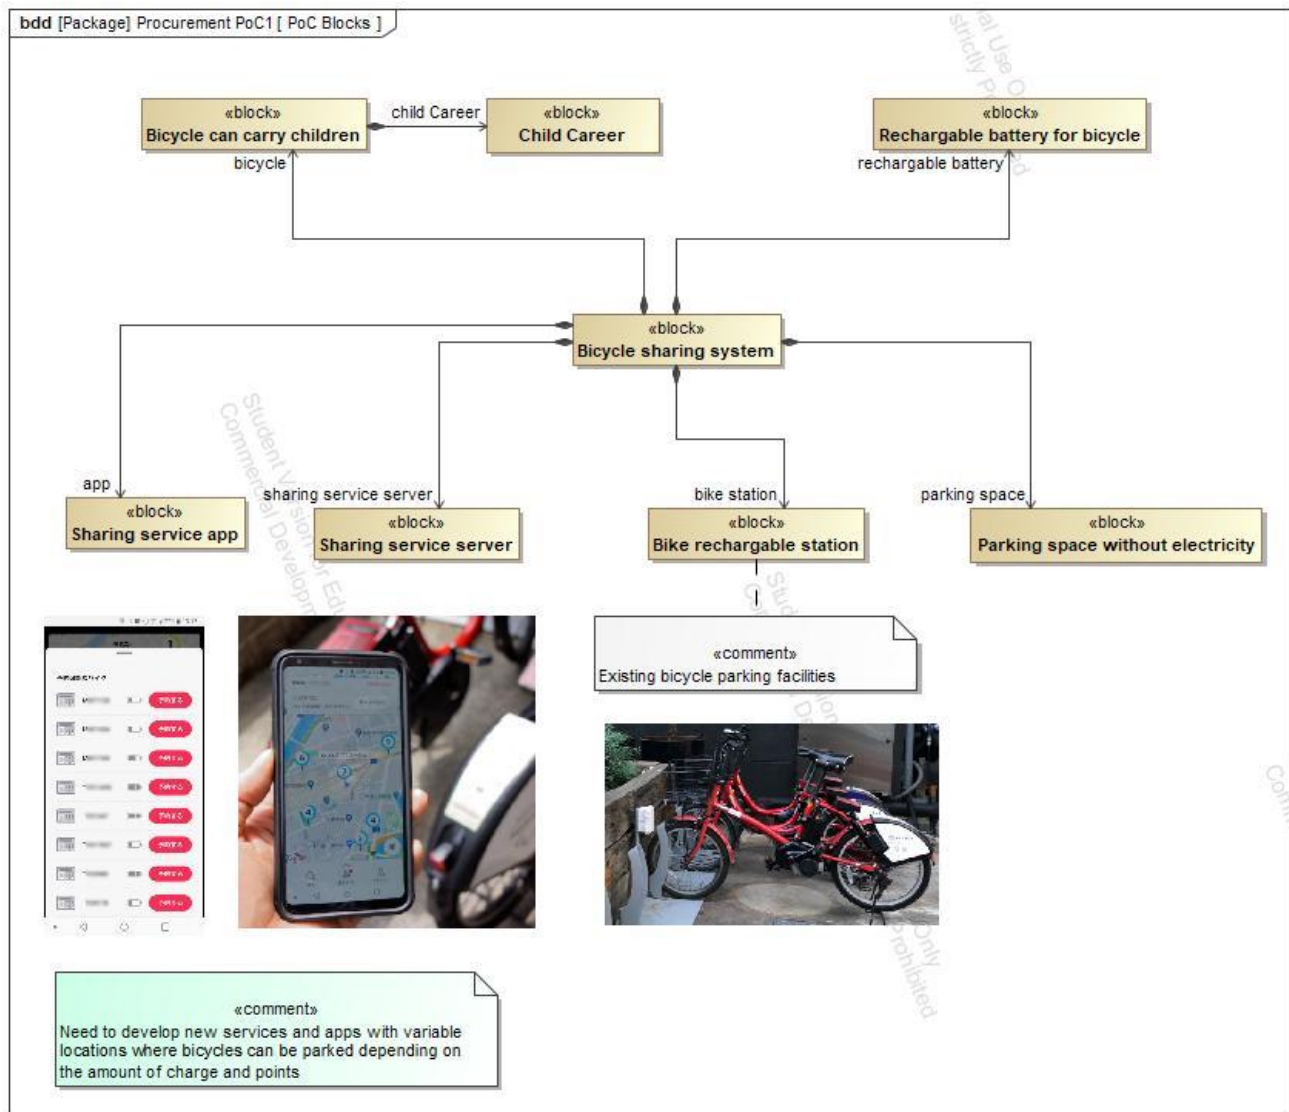 bdd [Package] Procurement PoC1 [ PoC Blocks ]
«block»
Bicycle can carry children
child Career
«block»
Child Career
«block»
Rechargable battery for bicycle
bicycle
rechargable battery
«block»
Bicycle sharing system
app
sharing service server
bike station
parking space
«block»
Sharing service app
«block»
Sharing service server
«block»
Bike rechargable station
«block»
Parking space without electricity
«comment»
Existing bicycle parking facilities
«comment»
Need to develop new services and apps with variable
locations where bicycles can be parked depending on
the amount of charge and points